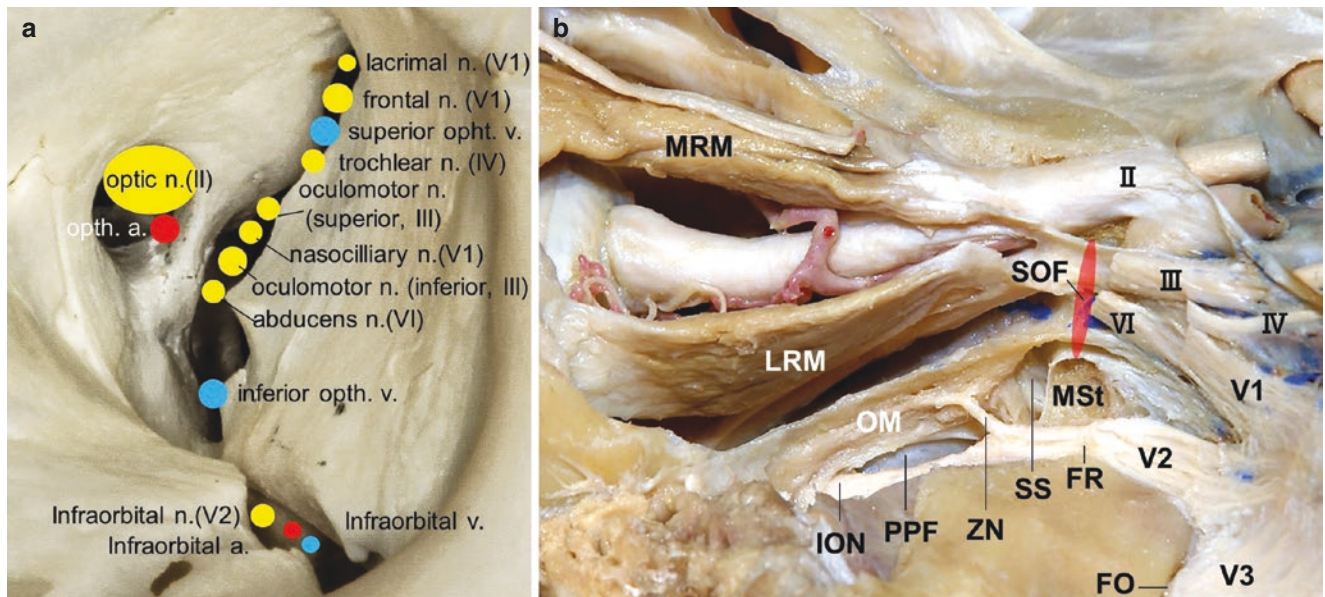 a
lacrimal n. (V1)
frontal n. (V1)
superior opht. v.
trochlear n. (IV)
optic n.(II)
oculomotor n.
(superior, III)
opth. a.
nasocilliary n.(V1)
oculomotor n. (inferior, III)
abducens n.(VI)
inferior opth. v.
Infraorbital n.(V2)
Infraorbital v.
Infraorbital a.
b
MRM
II
SOF
III
VI
IV
LRM
V1
MSt
OM
V2
SS
FR
ION
PPF
ZN
FO
V3